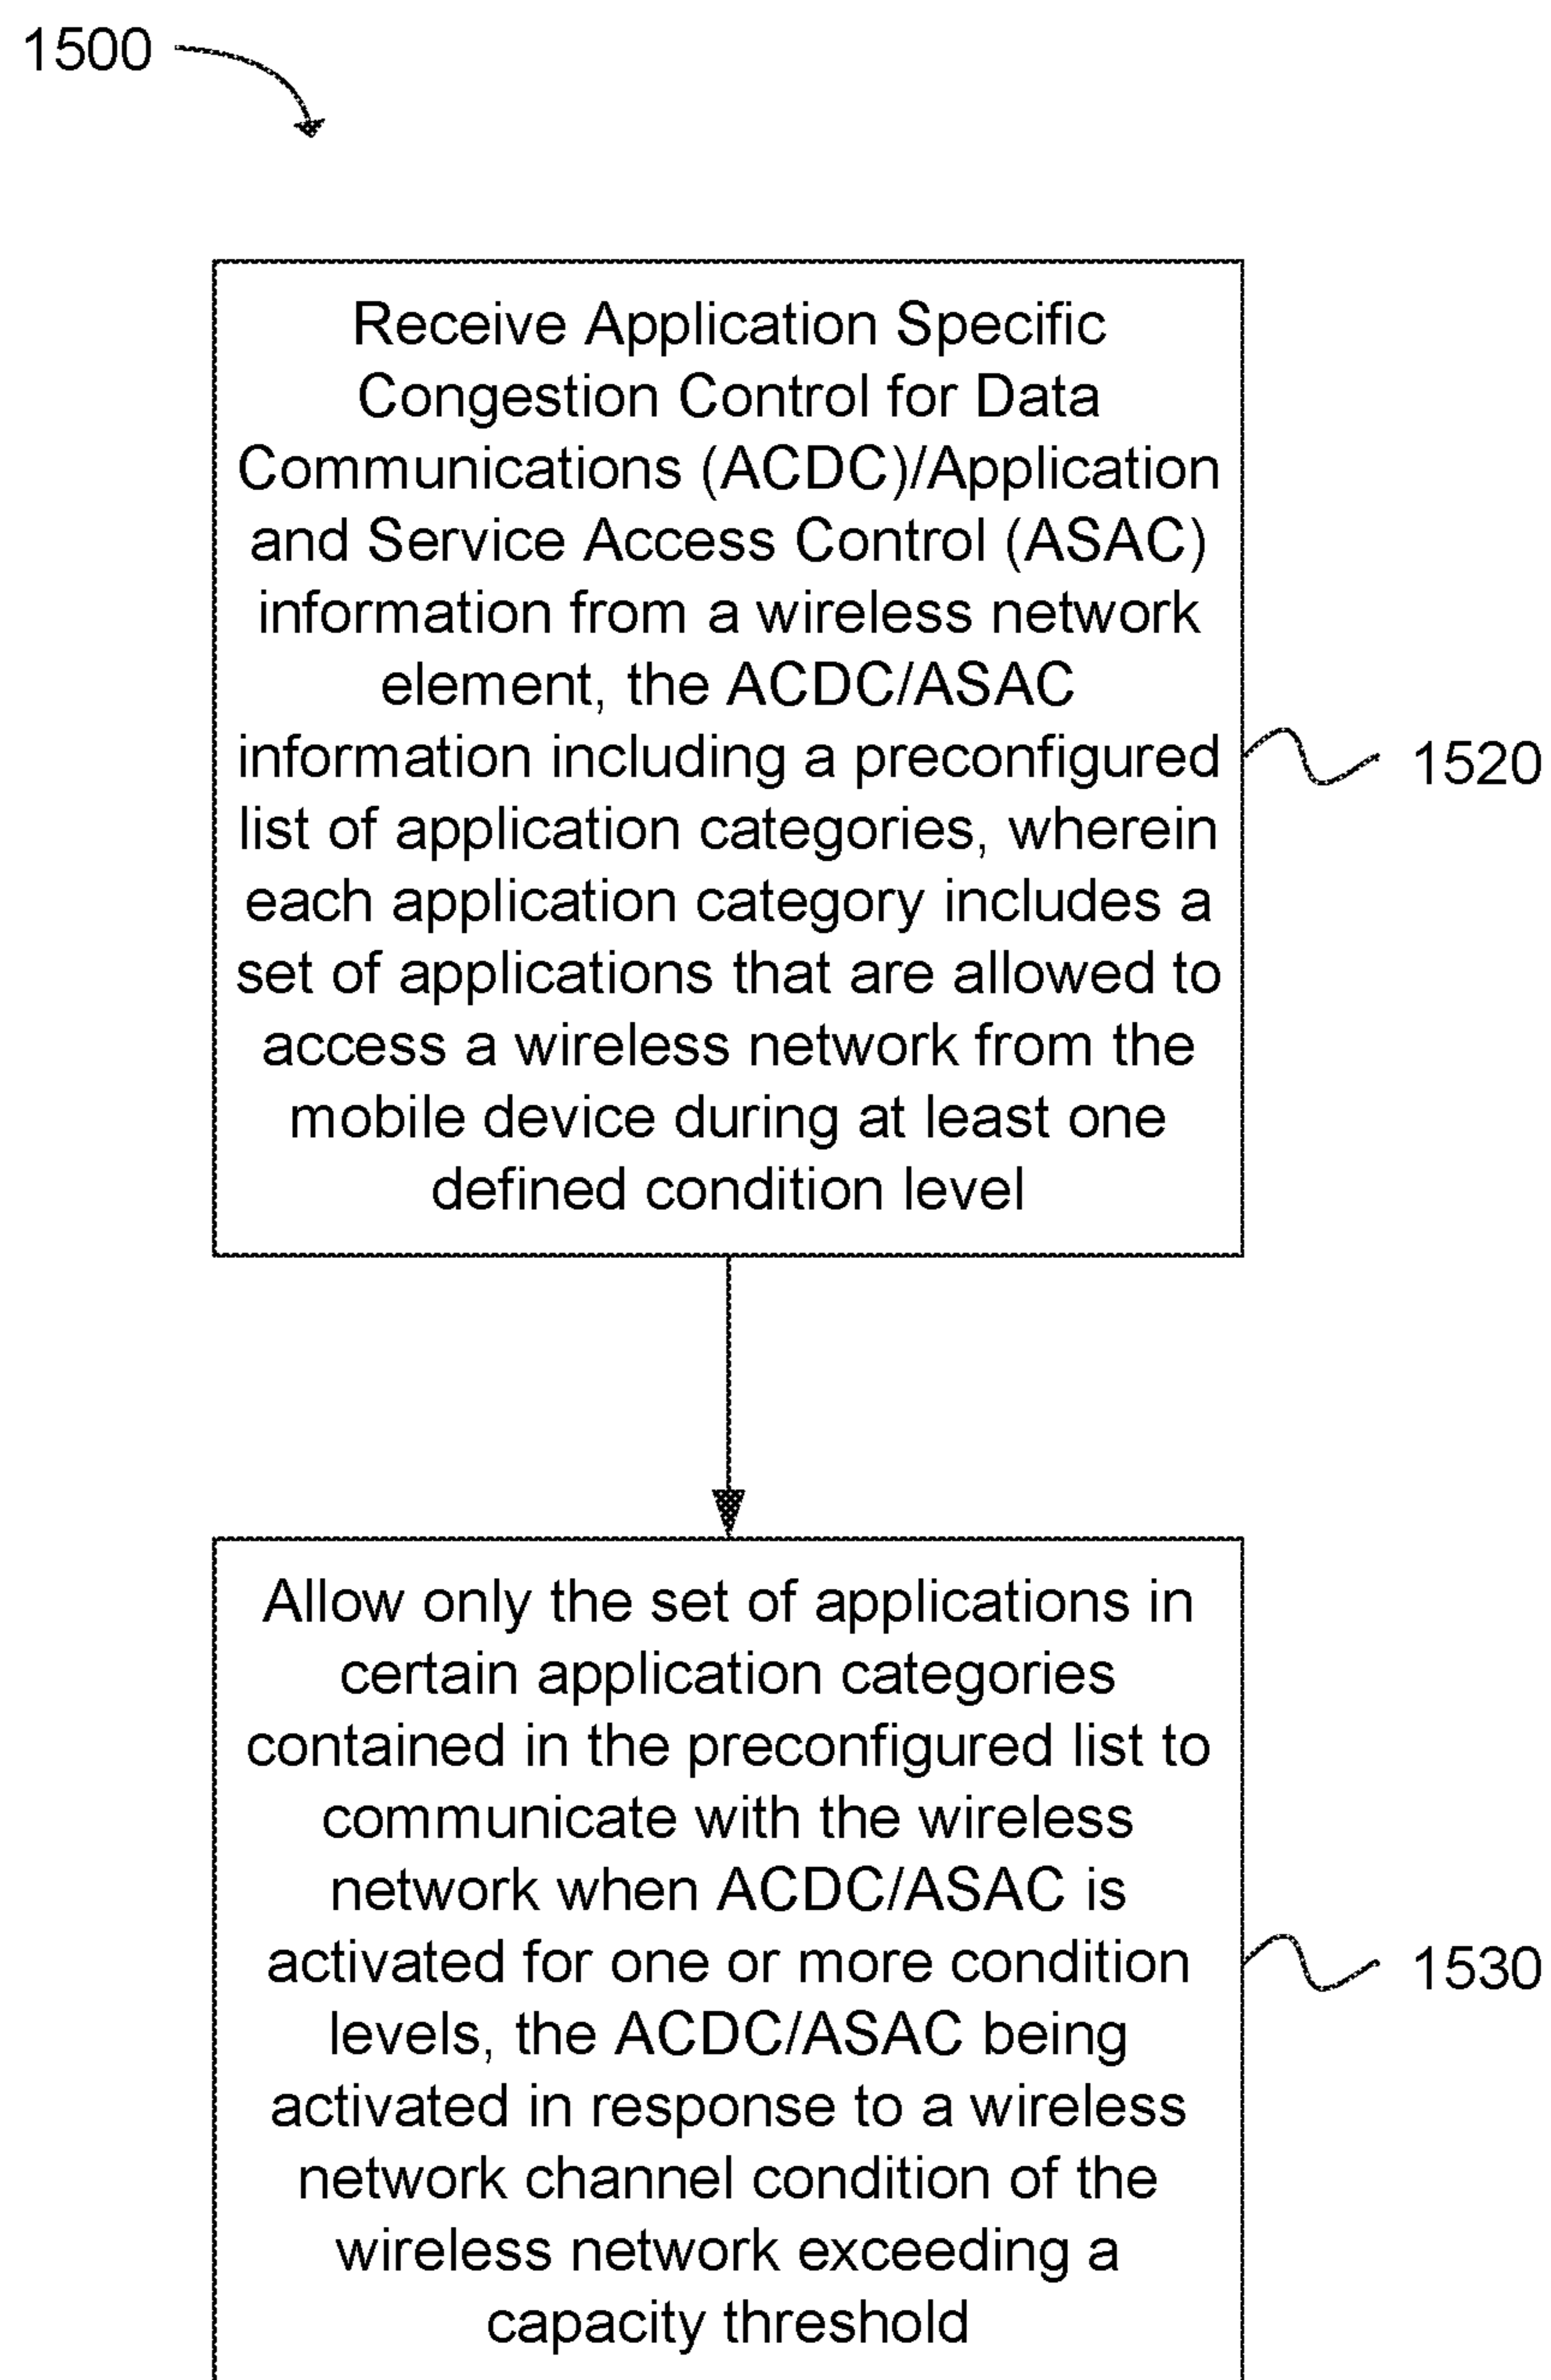 1500
Receive Application Specific
Congestion Control for Data
Communications (ACDC)/Application
and Service Access Control (ASAC)
information from a wireless network
element, the ACDC/ASAC
information including a preconfigured
list of application categories, wherein
each application category includes a
set of applications that are allowed to
access a wireless network from the
mobile device during at least one
defined condition level
1520
Allow only the set of applications in
certain application categories
contained in the preconfigured list to
communicate with the wireless
network when ACDC/ASAC is
activated for one or more condition
levels, the ACDC/ASAC being
activated in response to a wireless
network channel condition of the
wireless network exceeding a
capacity threshold
1530